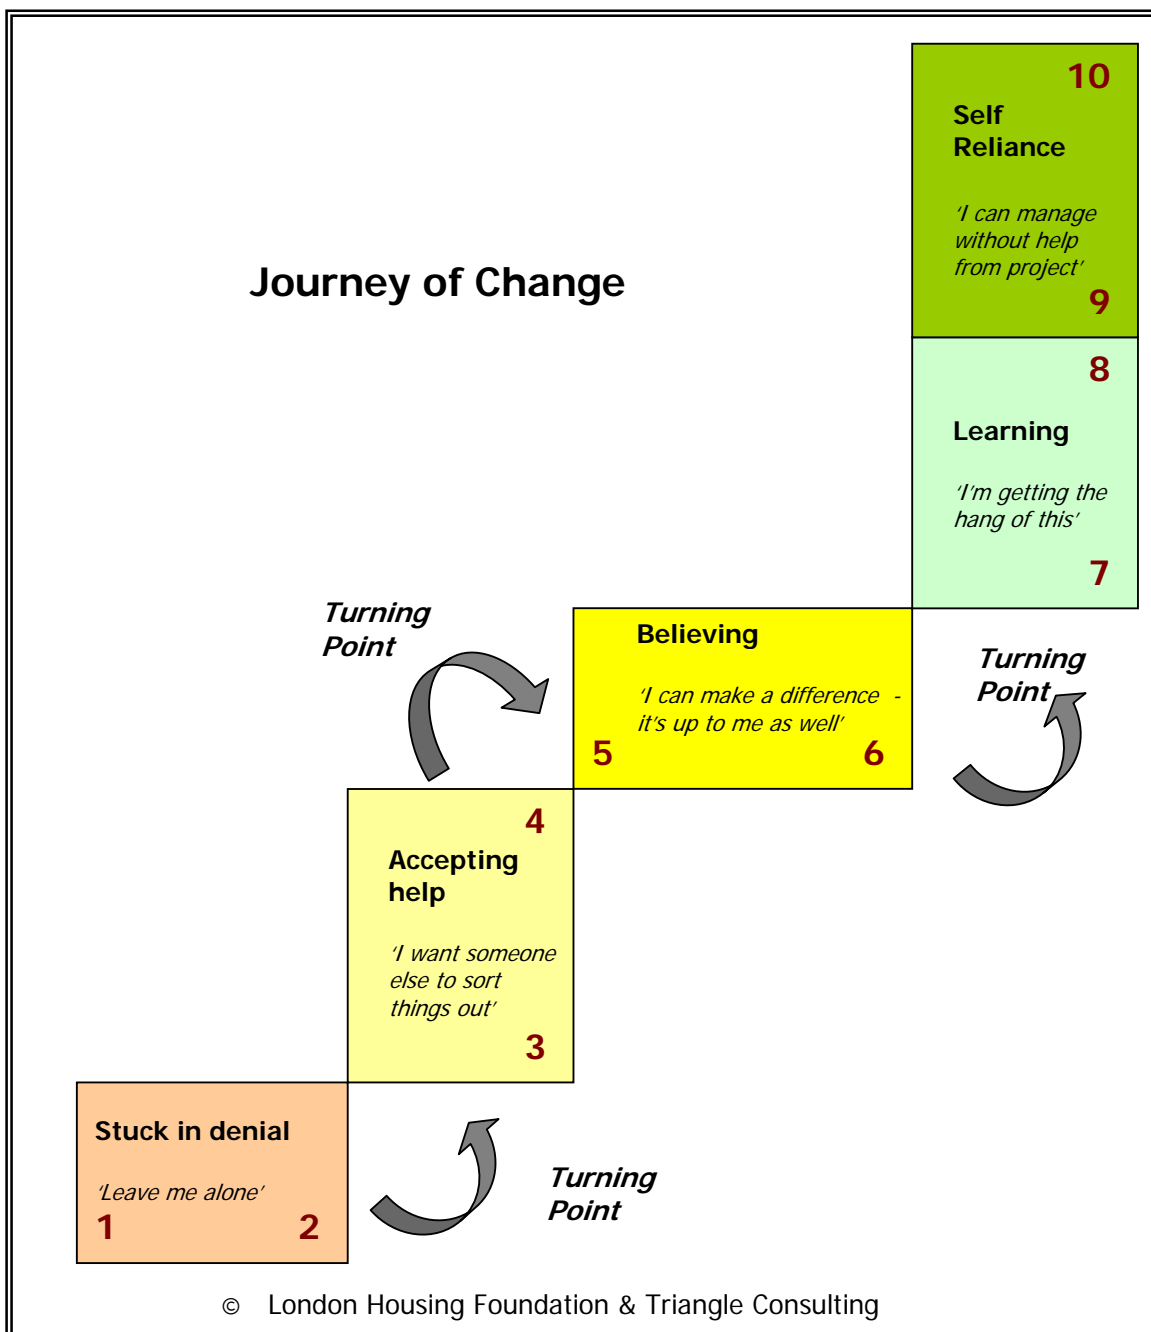 10
Self
Reliance
'I can manage
without help
from project'
9
Journey of Change
8
Learning
'I'm getting the
hang of this'
7
Turning
Point
Believing
'I can make a difference -
it's up to me as well'
5
6
Turning
Point
4
Accepting
help
'I want someone
else to sort
things out'
3
Stuck in denial
'Leave me alone'
1
2
Turning
Point
© London Housing Foundation & Triangle Consulting